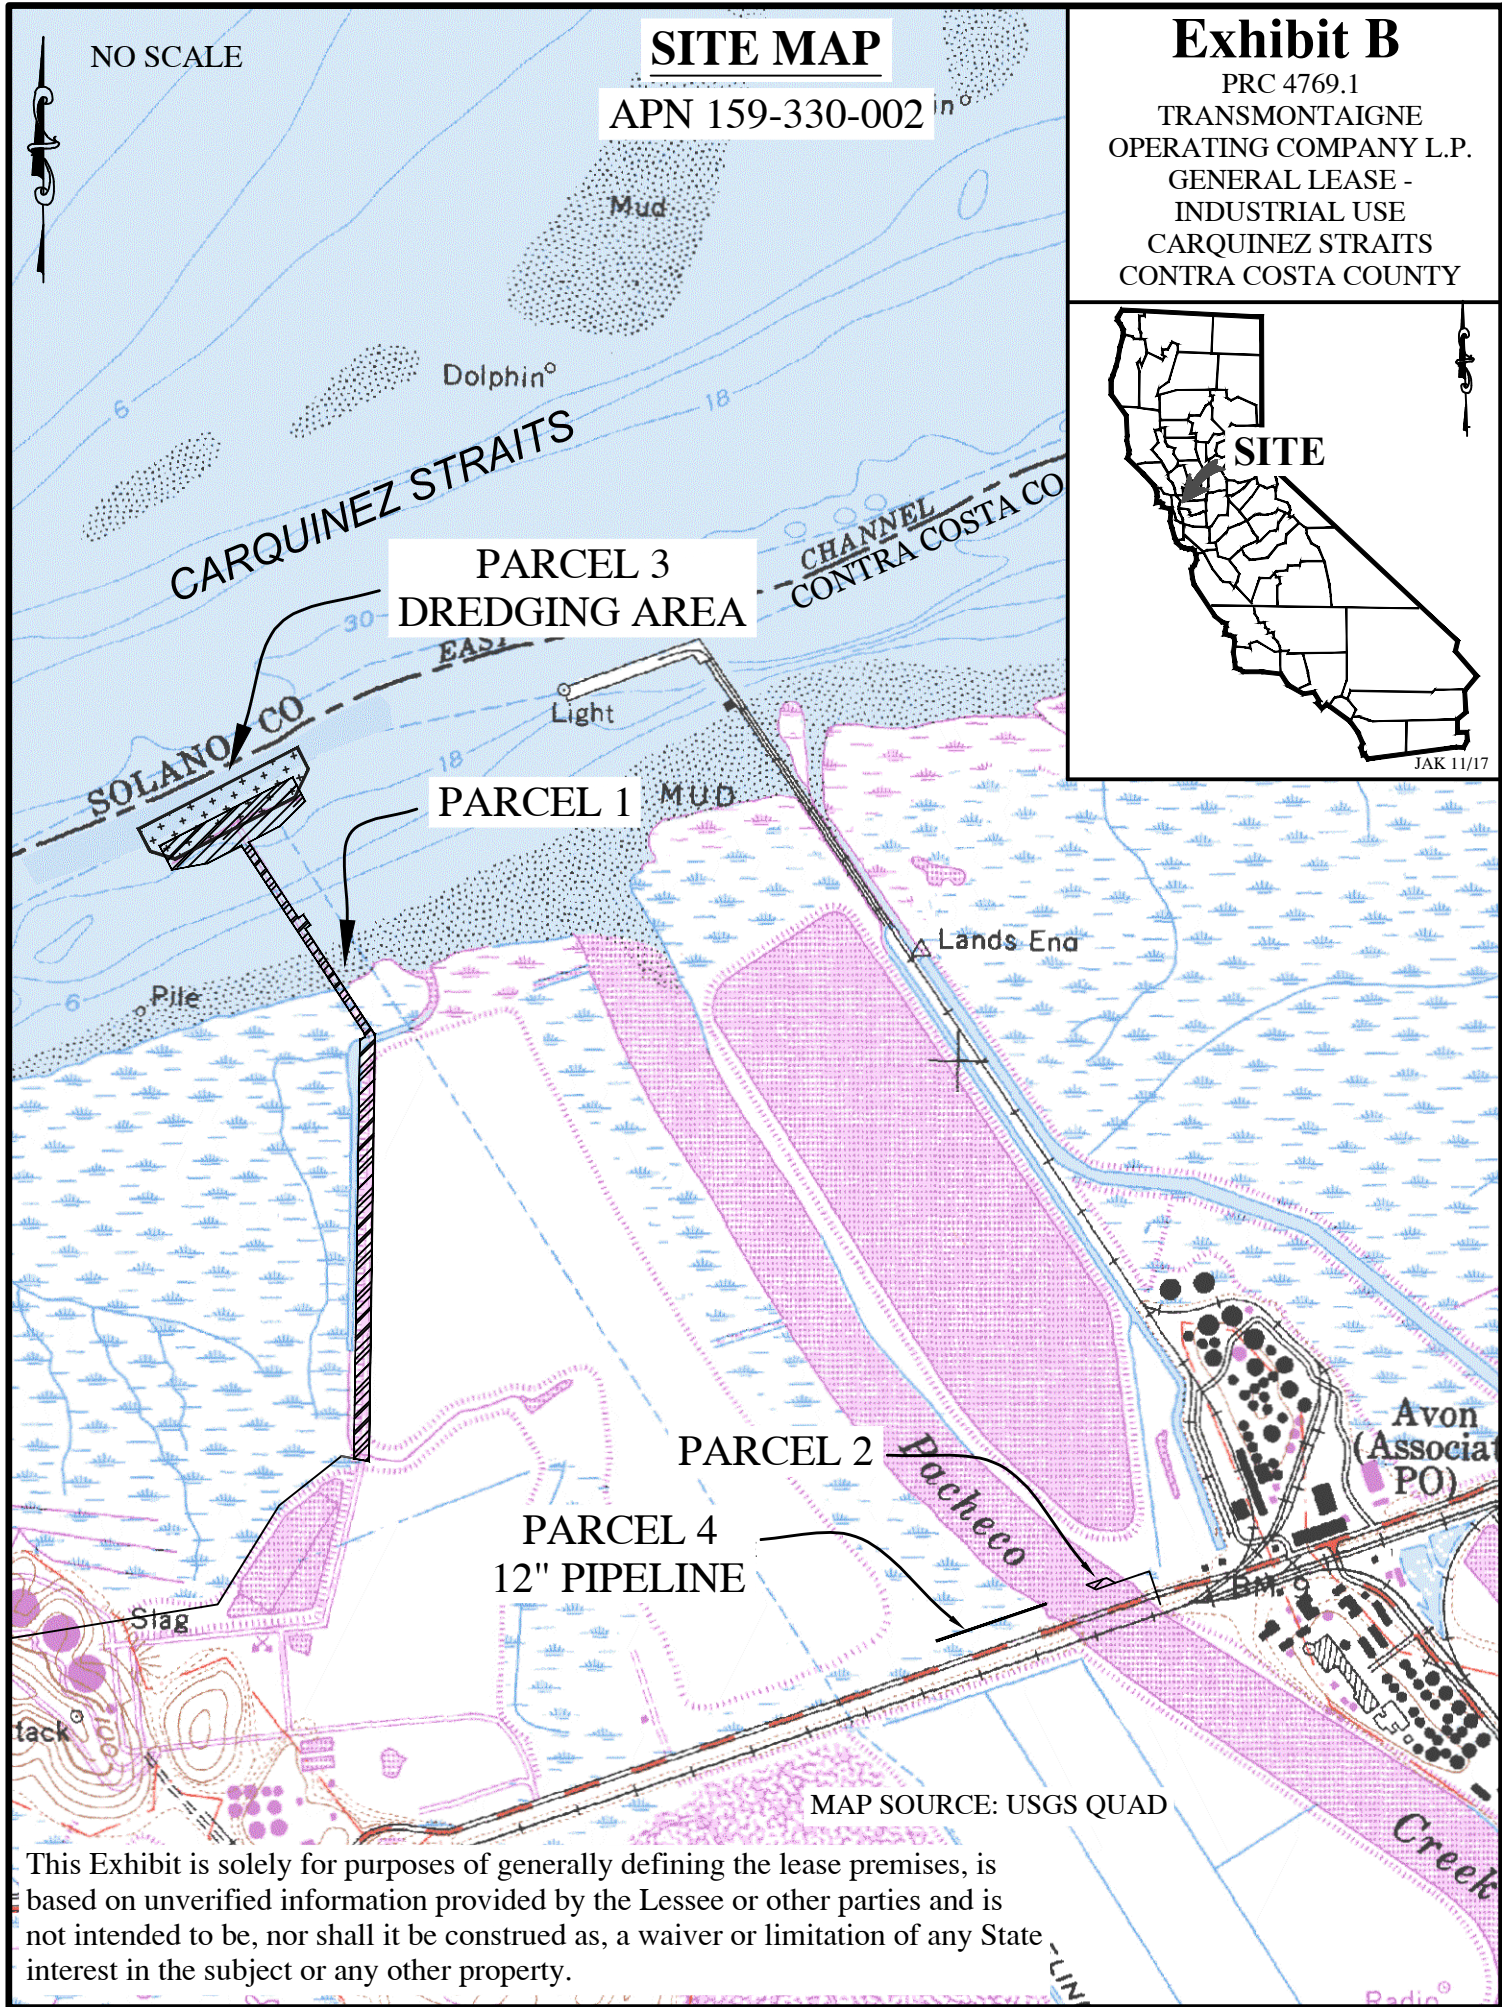 NO SCALE
SITE MAP
APN 159-330-002
Exhibit B
PRC 4769.1
TRANSMONTAIGNE
OPERATING COMPANY L.P.
GENERAL LEASE -
INDUSTRIAL USE
CARQUINEZ STRAITS
CONTRA COSTA COUNTY
SITE
JAK 11/17
in
Mud
Dolphin
6
18
CARQUINEZ STRAITS
CHANNEL
CONTRA COSTA CO
PARCEL 3
DREDGING AREA
30
EAST
SOLANO CO
Light
18
PARCEL 1
MUD
Lands End
Pile
6
Avon
(Associat
PO)
PARCEL 2
Pacheco
PARCEL 4
12" PIPELINE
BM 9
Slag
tack
100
MAP SOURCE: USGS QUAD
Creek
This Exhibit is solely for purposes of generally defining the lease premises, is
based on unverified information provided by the Lessee or other parties and is
not intended to be, nor shall it be construed as, a waiver or limitation of any State
interest in the subject or any other property.
LINE
Radio